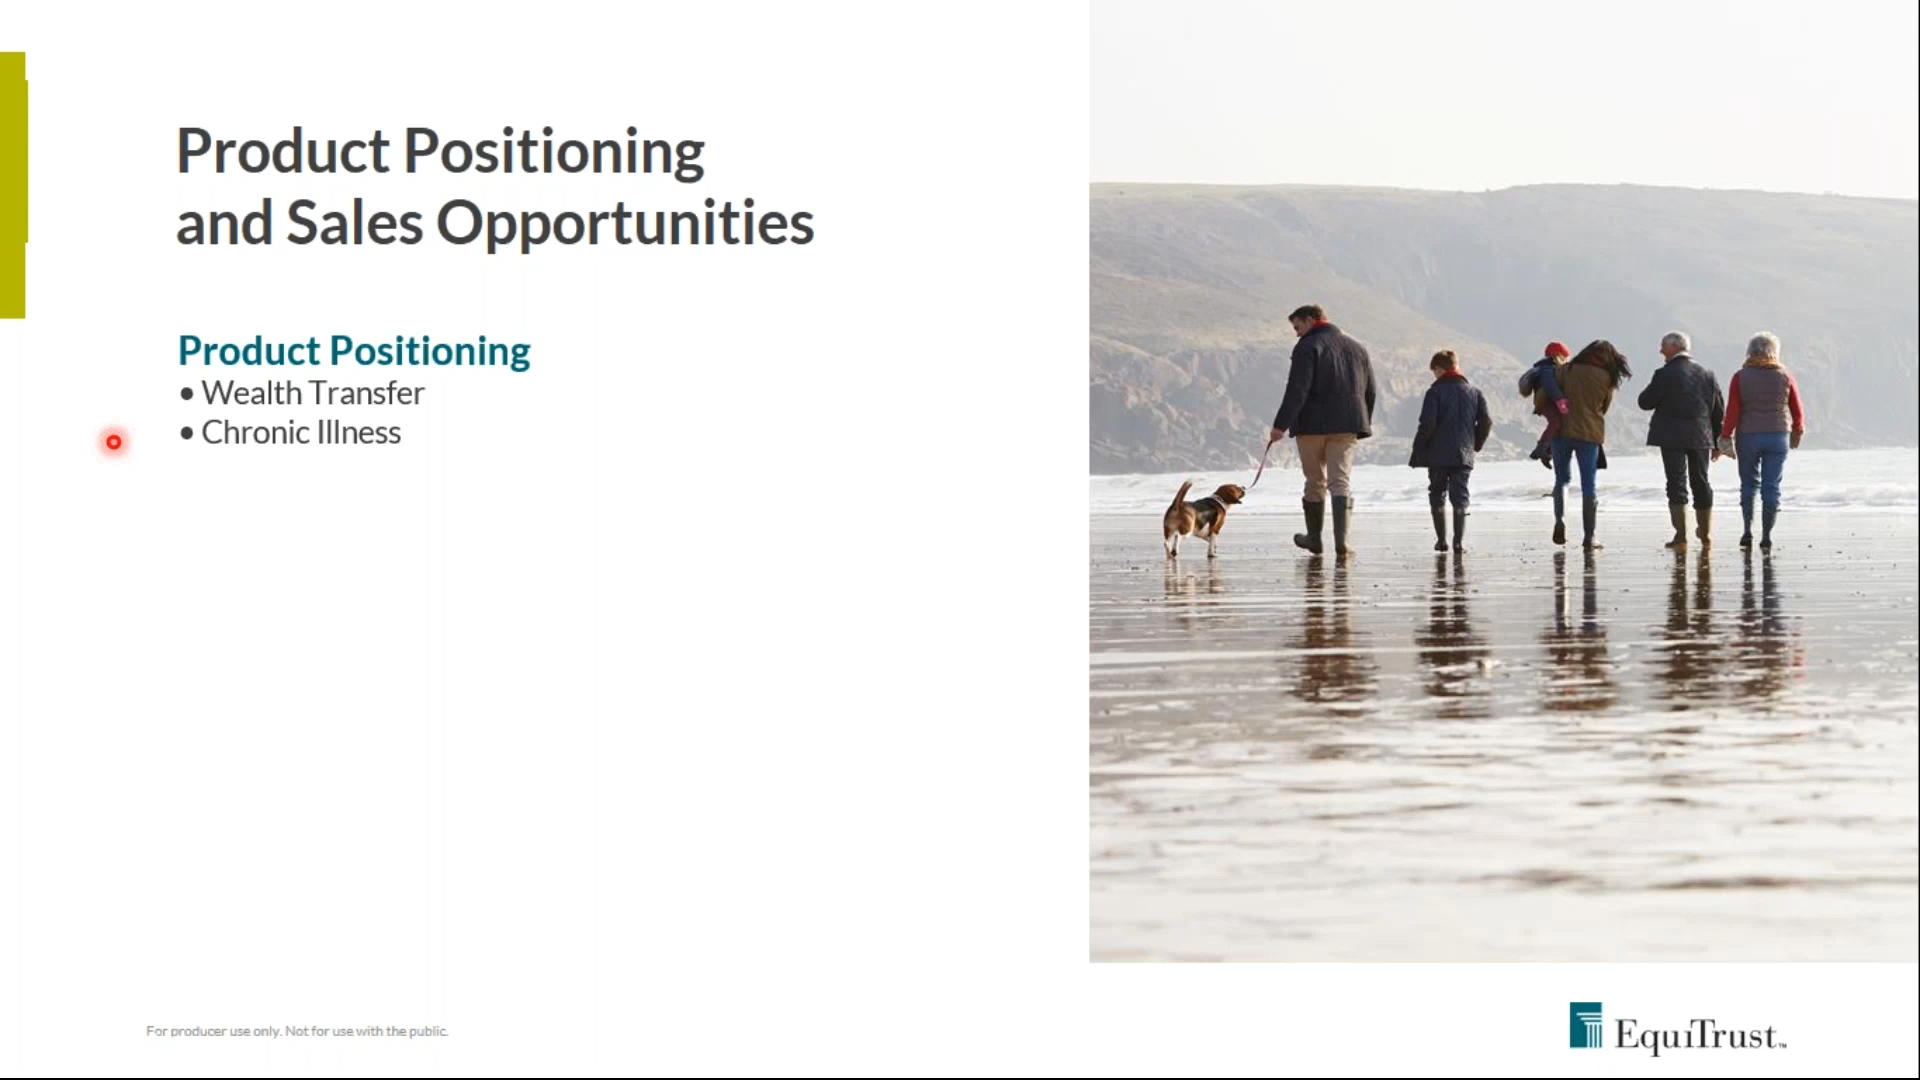 Product Positioning
and Sales Opportunities
Product Positioning
• Wealth Transfer
• Chronic Illness
For producer use only. Not for use with the public.
EquiTrust™